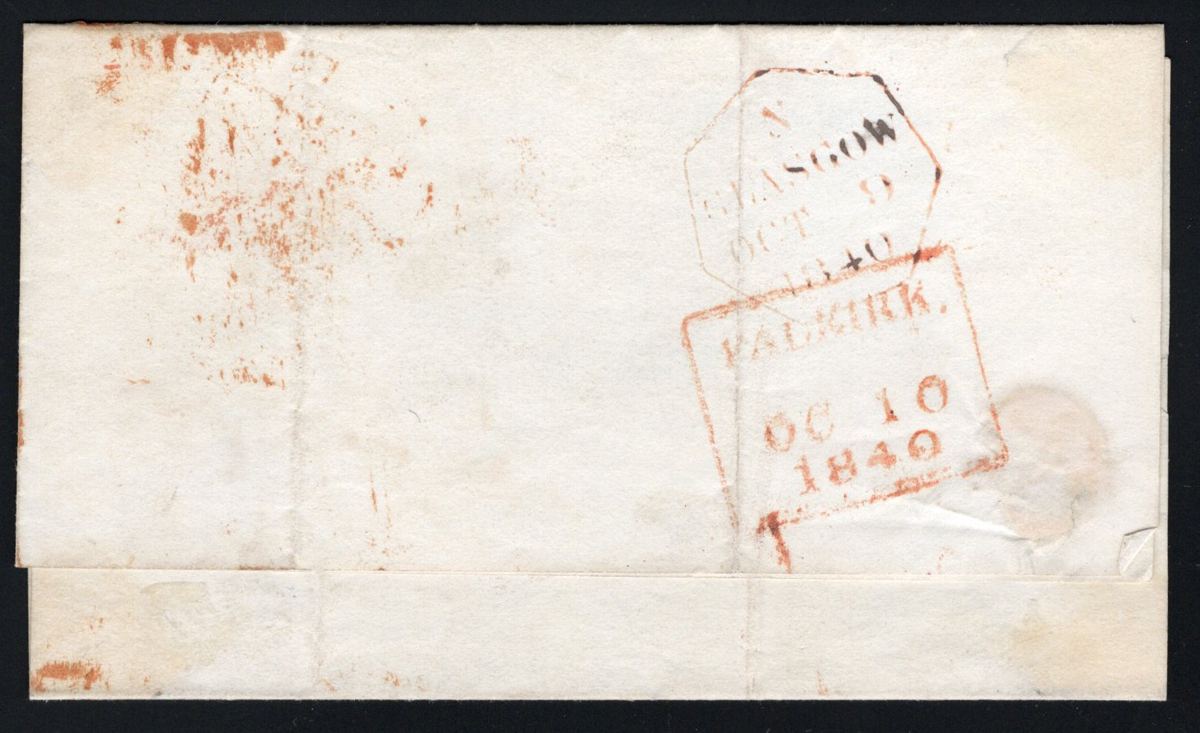 N
GLASGOW
OCT 9
1840
FALKIRK.
OC 10
1840